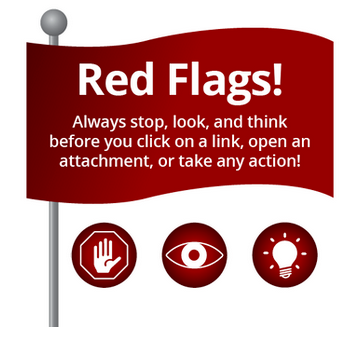 Red Flags!
Always stop, look, and think
before you click on a link, open an
attachment, or take any action!